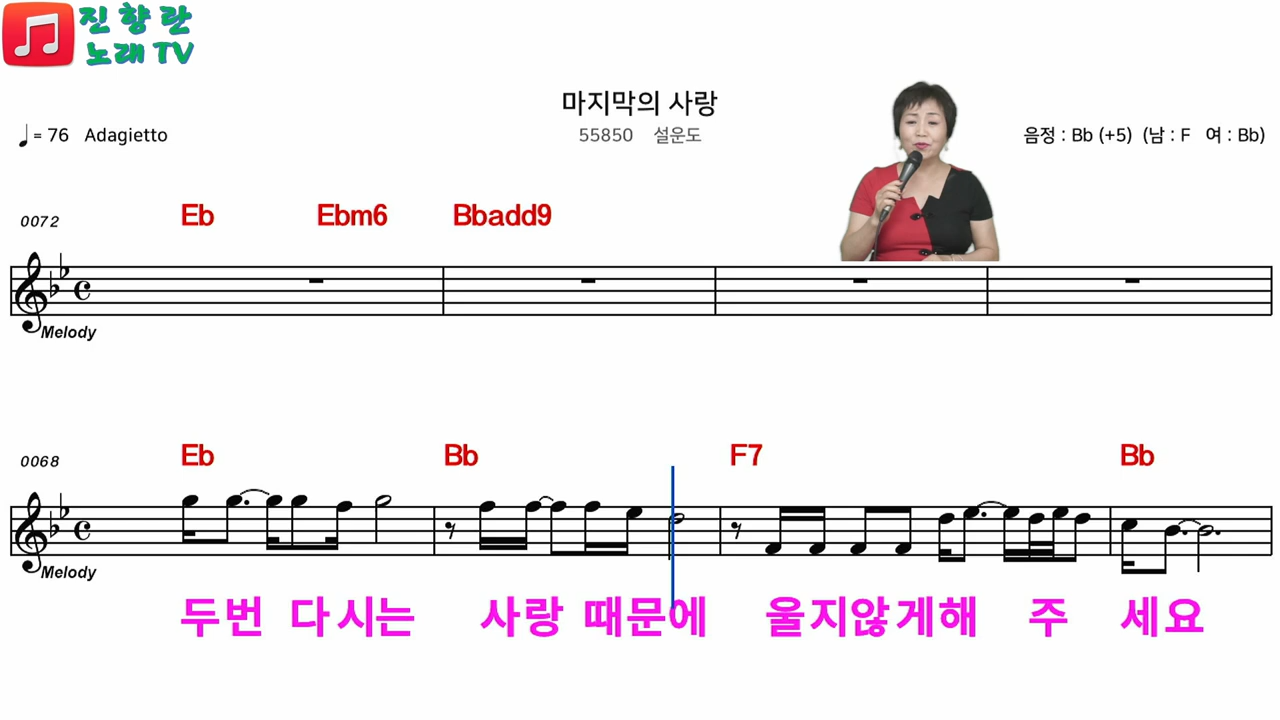 진향란
노래 TV
마지막의 사랑
= 76 Adagietto
55850 설운도
음정 : Bb (+5) (남 : F 여 : Bb)
0072
Eb Ebm6 Bbadd9
Melody
0068
Eb Bb F7 Bb
Melody
두번 다시는 사랑 때문에 울지않게해 주 세요